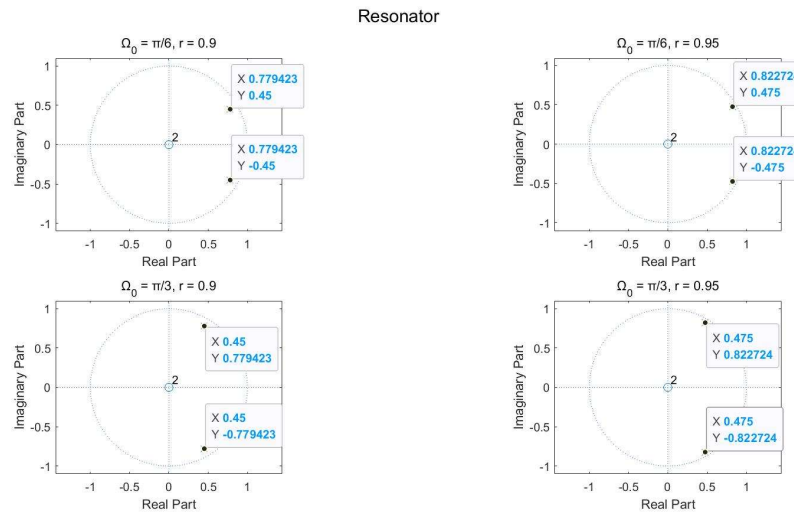 Resonator
Ω0 = π/6, r = 0.9
1
0.5
0
-0.5
-1
Imaginary Part
X 0.779423
Y 0.45
2
X 0.779423
Y -0.45
-1 -0.5 0 0.5 1
Real Part
Ω0 = π/6, r = 0.95
1
0.5
0
-0.5
-1
Imaginary Part
X 0.822724
Y 0.475
2
X 0.822724
Y -0.475
-1 -0.5 0 0.5 1
Real Part
Ω0 = π/3, r = 0.9
1
0.5
0
-0.5
-1
Imaginary Part
X 0.45
Y 0.779423
2
X 0.45
Y -0.779423
-1 -0.5 0 0.5 1
Real Part
Ω0 = π/3, r = 0.95
1
0.5
0
-0.5
-1
Imaginary Part
X 0.475
Y 0.822724
2
X 0.475
Y -0.822724
-1 -0.5 0 0.5 1
Real Part